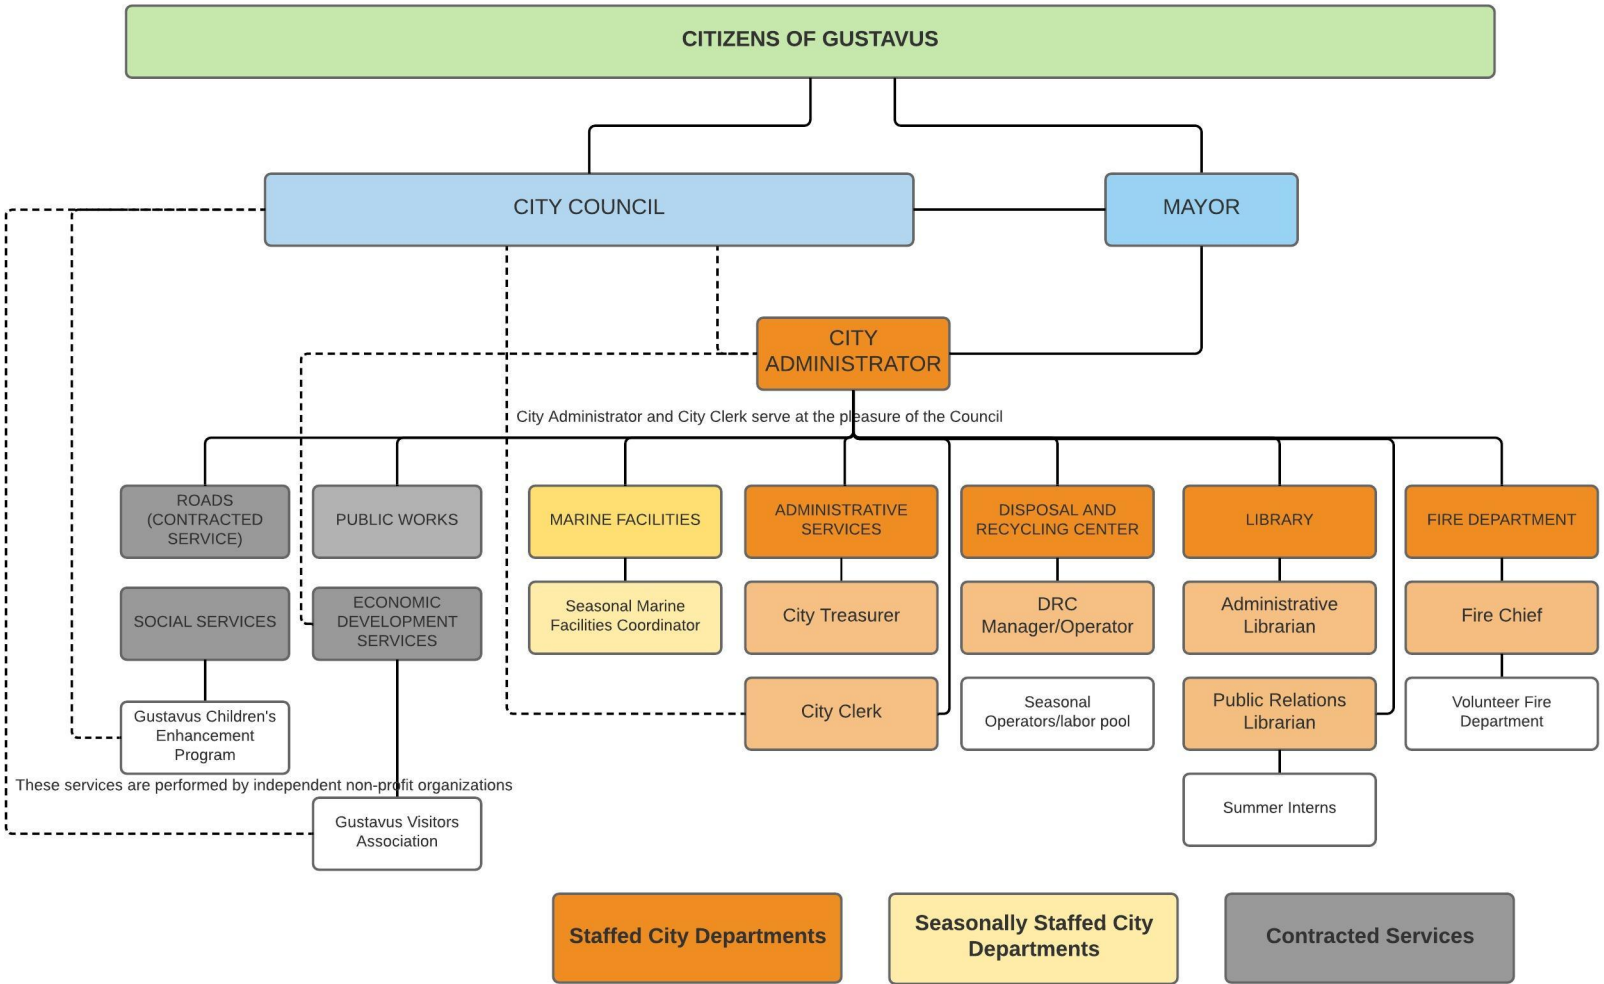 CITIZENS OF GUSTAVUS
CITY COUNCIL
MAYOR
CITY
ADMINISTRATOR
City Administrator and City Clerk serve at the pleasure of the Council
ROADS
(CONTRACTED
SERVICE)
PUBLIC WORKS
MARINE FACILITIES
ADMINISTRATIVE
SERVICES
DISPOSAL AND
RECYCLING CENTER
LIBRARY
FIRE DEPARTMENT
SOCIAL SERVICES
ECONOMIC
DEVELOPMENT
SERVICES
Seasonal Marine
Facilities Coordinator
City Treasurer
DRC
Manager/Operator
Administrative
Librarian
Fire Chief
Gustavus Children's
Enhancement
Program
City Clerk
Seasonal
Operators/labor pool
Public Relations
Librarian
Volunteer Fire
Department
These services are performed by independent non-profit organizations
Gustavus Visitors
Association
Summer Interns
Staffed City Departments
Seasonally Staffed City
Departments
Contracted Services